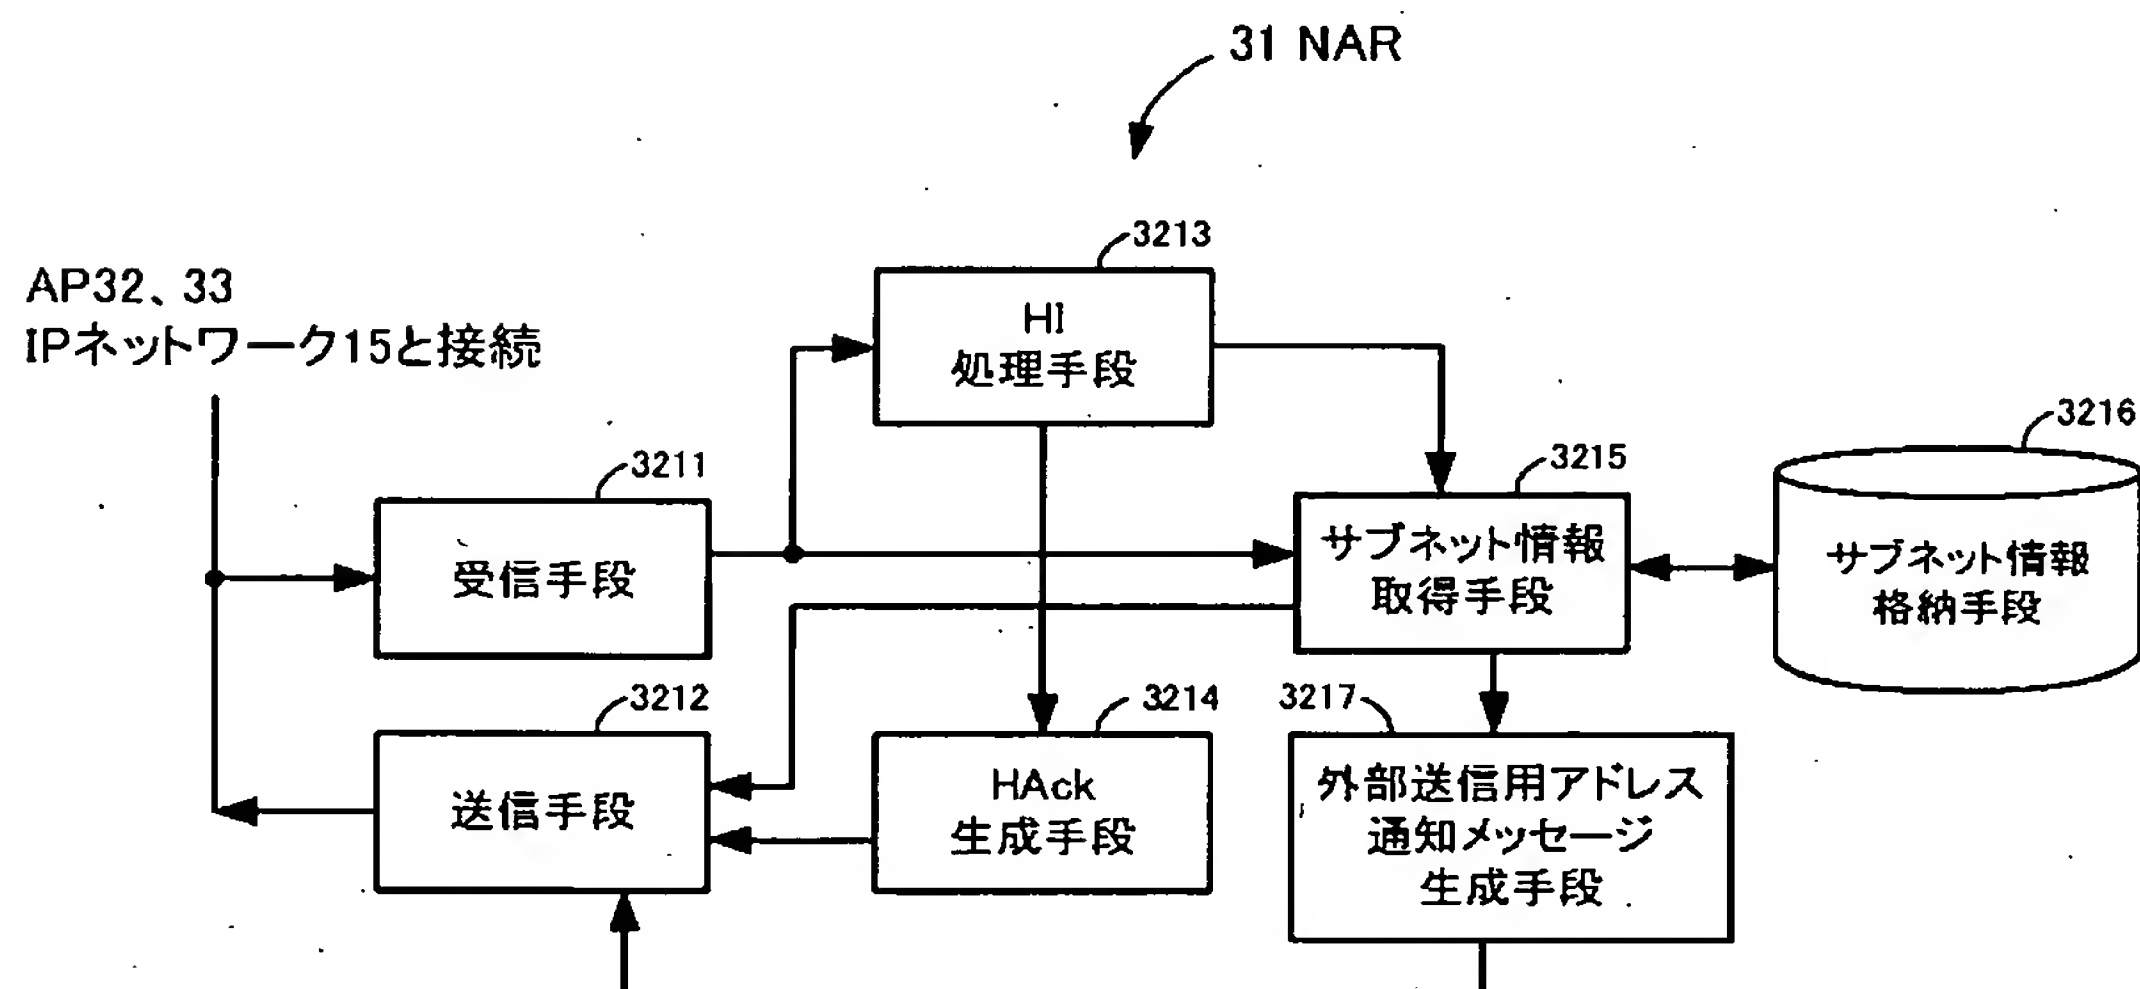 31 NAR
AP32、33
IPネットワーク15と接続
3213
HI
処理手段
3216
3211
3215
受信手段
サブネット情報
取得手段
サブネット情報
格納手段
3212
3214
3217
送信手段
HAck
生成手段
外部送信用アドレス
通知メッセージ
生成手段